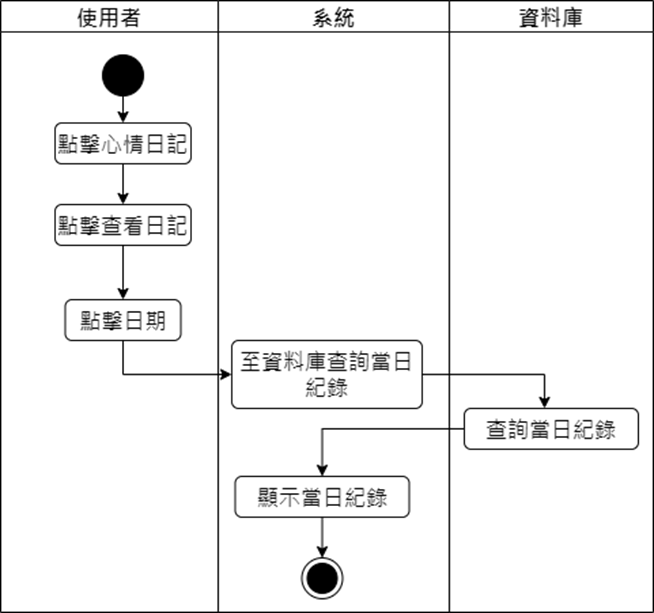 使用者
系統
資料庫
點擊心情日記
點擊查看日記
點擊日期
至資料庫查詢當日
紀錄
查詢當日紀錄
顯示當日紀錄